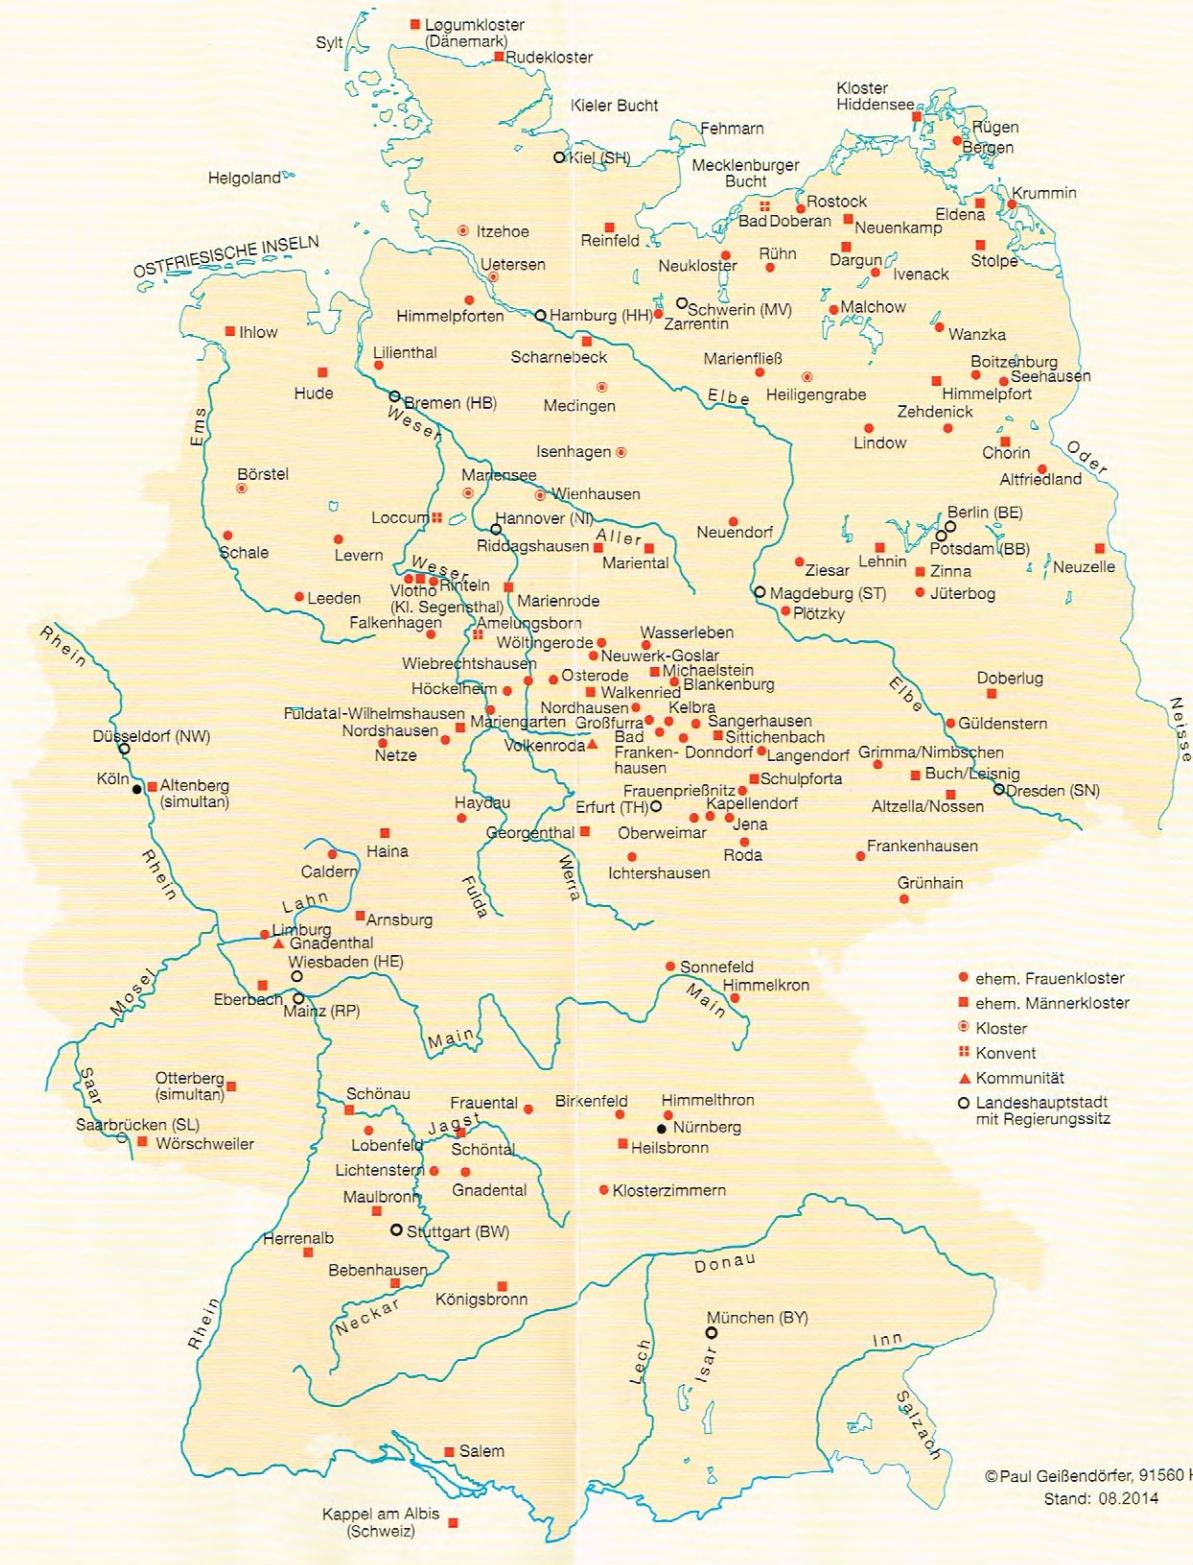 Løgumkloster
(Dänemark)
Sylt
Rudekloster
Kloster
Hiddensee
Kieler Bucht
Fehmarn
Rügen
Bergen
Kiel (SH)
Mecklenburger
Bucht
Helgoland
Krummin
Rostock
Eldena
Bad Doberan
Neuenkamp
Itzehoe
Reinfeld
OSTFRIESISCHE INSELN
Uetersen
Neukloster
Rühn
Dargun
Stolpe
Ivenack
Himmelpforten
Hamburg (HH)
Schwerin (MV)
Zarrentin
Malchow
Ihlow
Wanzka
Lilienthal
Scharnebeck
Marienfließ
Boitzenburg
Seehausen
Hude
Bremen (HB)
Medingen
Elbe
Heiligengrabe
Himmelpfort
Zehdenick
Ems
Weser
Lindow
Chorin
Oder
Isenhagen
Altfriedland
Börstel
Mariensee
Wienhausen
Loccum
Hannover (NI)
Neuendorf
Berlin (BE)
Schale
Levern
Riddagshausen
Aller
Mariental
Potsdam (BB)
Lehnin
Neuzelle
Weser
Ziesar
Zinna
Vlotho
Rinteln
(Kl. Segensthal)
Marienrode
Magdeburg (ST)
Jüterbog
Leeden
Plötzky
Falkenhagen
Amelungsborn
Wöltingerode
Wasserleben
Rhein
Neuwerk-Goslar
Wiebrechtshausen
Osterode
Michaelstein
Blankenburg
Höckelheim
Walkenried
Elbe
Doberlug
Neisse
Fuldatal-Wilhelmshausen
Mariengarten
Nordhausen
Kelbra
Nordshausen
Großfurra
Sangerhausen
Güldenstern
Düsseldorf (NW)
Netze
Volkenroda
Bad
Franken-
hausen
Sittichenbach
Donndorf
Langendorf
Grimma/Nimbschen
Köln
Altenberg
(simultan)
Schulpforta
Buch/Leisnig
Frauenprießnitz
Dresden (SN)
Haydau
Erfurt (TH)
Kapellendorf
Altzella/Nossen
Georgenthal
Oberweimar
Jena
Haina
Roda
Frankenhausen
Rhein
Caldern
Fulda
Werra
Ichtershausen
Grünhain
Lahn
Arnsburg
Limburg
Gnadenthal
Wiesbaden (HE)
Sonnefeld
Mosel
Eberbach
Mainz (RP)
Main
Himmelkron
Main
ehem. Frauenkloster
ehem. Männerkloster
Kloster
Konvent
Kommunität
Landeshauptstadt
mit Regierungssitz
Saar
Otterberg
(simultan)
Schönau
Frauental
Birkenfeld
Himmelthron
Saarbrücken (SL)
Wörschweiler
Lobenfeld
Jagst
Schöntal
Nürnberg
Heilsbronn
Lichtenstern
Gnadental
Klosterzimmern
Maulbronn
Stuttgart (BW)
Herrenalb
Bebenhausen
Königsbronn
Donau
Neckar
Rhein
Lech
München (BY)
Isar
Inn
Salzach
Salem
Kappel am Albis
(Schweiz)
©Paul Geißendörfer, 91560 H
Stand: 08.2014